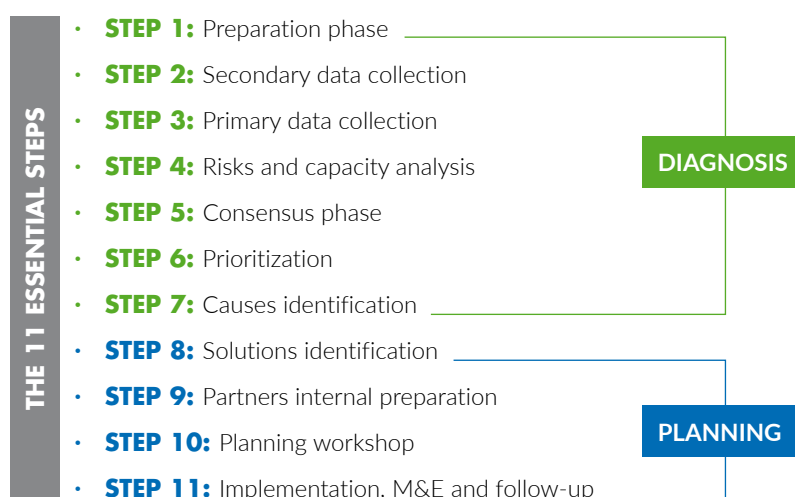 THE 11 ESSENTIAL STEPS
• STEP 1: Preparation phase
• STEP 2: Secondary data collection
• STEP 3: Primary data collection
• STEP 4: Risks and capacity analysis
DIAGNOSIS
• STEP 5: Consensus phase
• STEP 6: Prioritization
• STEP 7: Causes identification
• STEP 8: Solutions identification
• STEP 9: Partners internal preparation
PLANNING
• STEP 10: Planning workshop
• STEP 11: Implementation, M&E and follow-up